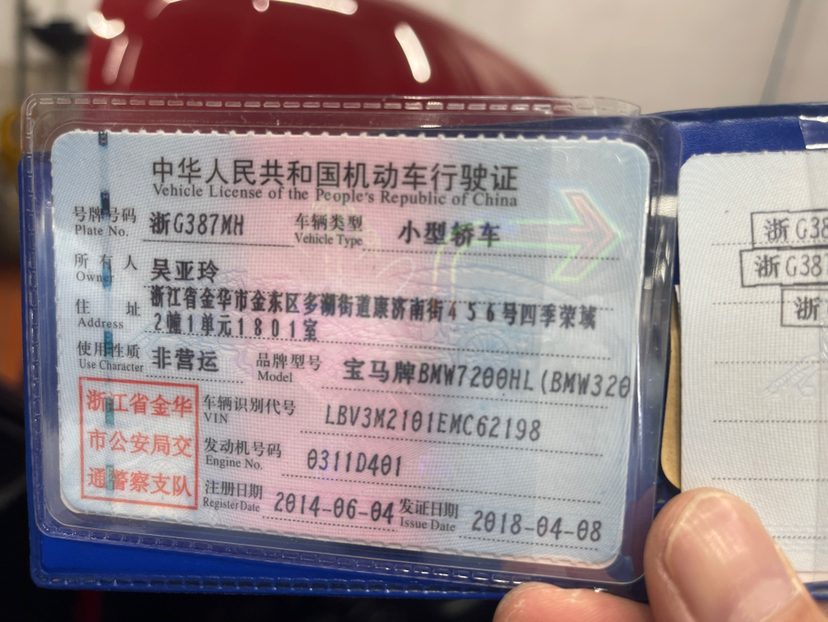 中华人民共和国机动车行驶证
Vehicle License of the People's Republic of China
号牌号码 浙G387MH 车辆类型 小型轿车
Plate No. Vehicle Type
所有人 吴亚玲
Owner
住址 浙江省金华市金东区多湖街道康济南街456号四季荣城
Address 2幢1单元1801室
使用性质 非营运 品牌型号 宝马牌BMW7200HL(BMW320
Use Character Model
浙江省金华
市公安局交
通警察支队
车辆识别代号 LBV3M2101EMC62198
VIN
发动机号码 0311D401
Engine No.
注册日期 2014-06-04 发证日期 2018-04-08
Register Date Issue Date
浙G38
浙G387
浙